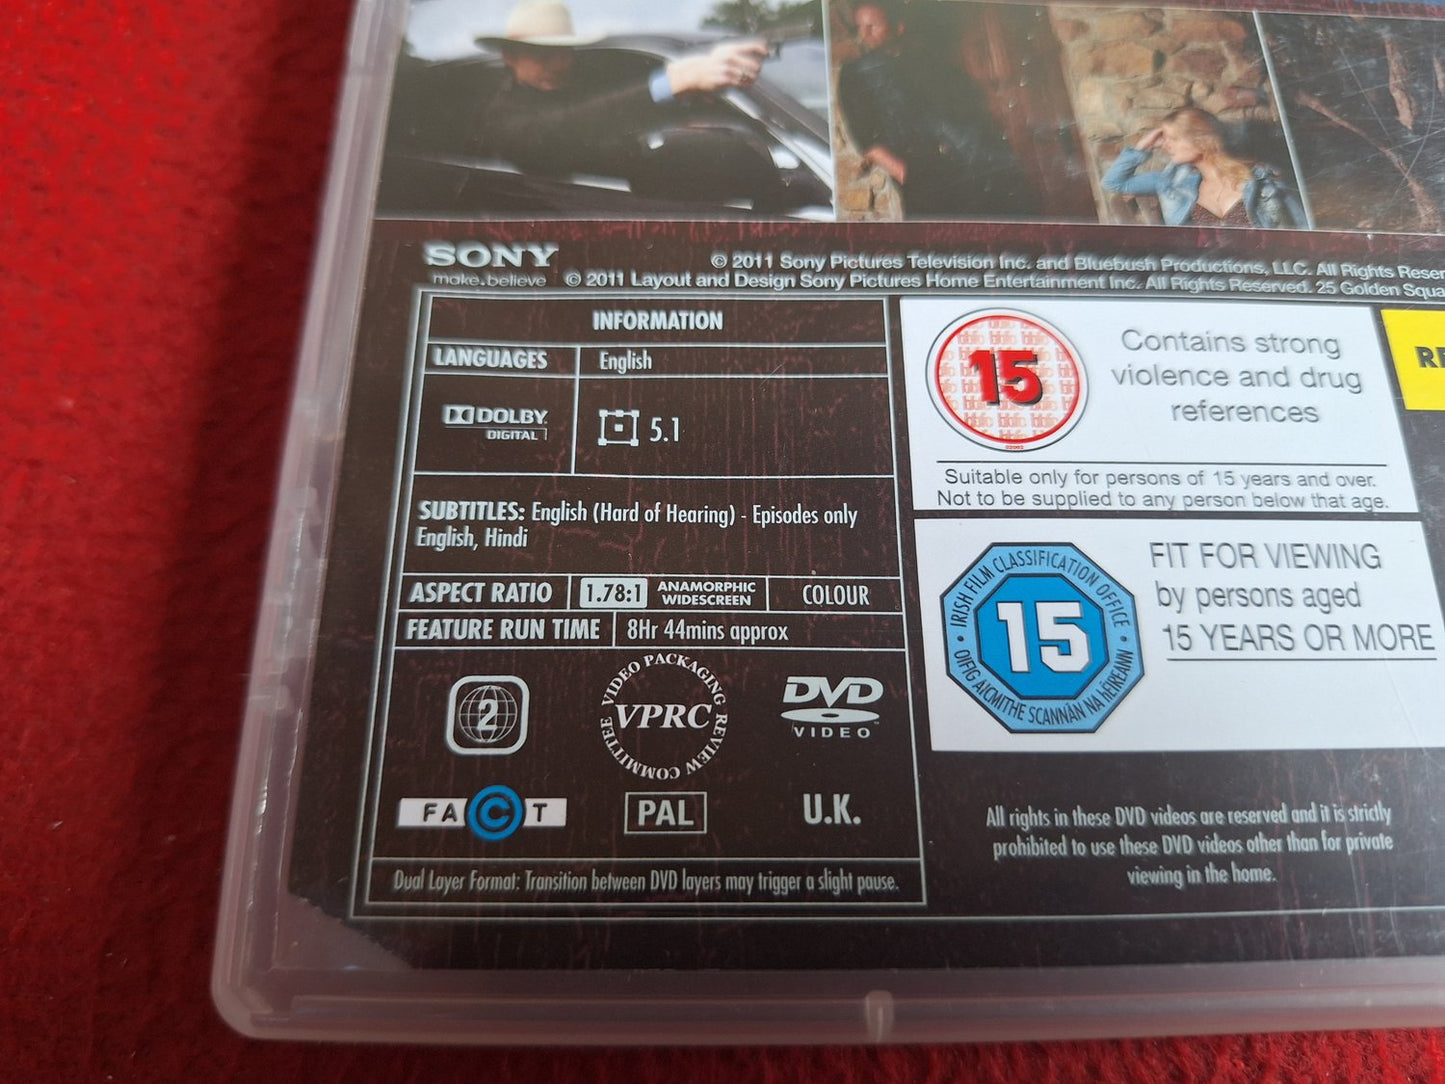 SONY
make.believe
© 2011 Sony Pictures Television Inc. and Bluebush Productions, LLC. All Rights
© 2011 Layout and Design Sony Pictures Home Entertainment Inc. All Rights Reserved. 25 Golden
INFORMATION
LANGUAGES English
DOLBY
DIGITAL
5.1
SUBTITLES: English (Hard of Hearing) - Episodes only
English, Hindi
ASPECT RATIO 1.78:1 ANAMORPHIC
WIDESCREEN
COLOUR
FEATURE RUN TIME 8Hr 44mins approx
2
VIDEO PACKAGING REVIEW COMMITTEE
VPRC
DVD
VIDEO
FACT
PAL
U.K.
Dual Layer Format: Transition between DVD layers may trigger a slight pause.
15
Contains strong
violence and drug
references
Suitable only for persons of 15 years and over.
Not to be supplied to any person below that age.
IRISH FILM CLASSIFICATION OFFICE
15
OIFIG AICMITHE SCANNÁN NA hÉIREANN
FIT FOR VIEWING
by persons aged
15 YEARS OR MORE
All rights in these DVD videos are reserved and it is strictly
prohibited to use these DVD videos other than for private
viewing in the home.